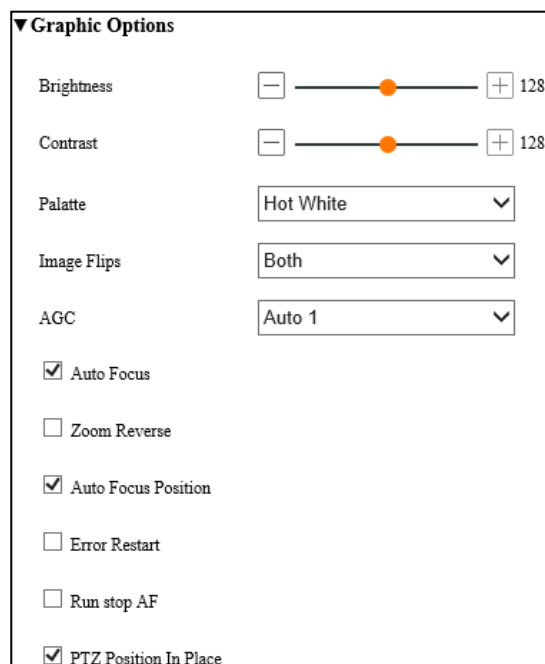 ▼Graphic Options
Brightness 128
Contrast 128
Palatte Hot White
Image Flips Both
AGC Auto 1
Auto Focus
Zoom Reverse
Auto Focus Position
Error Restart
Run stop AF
PTZ Position In Place